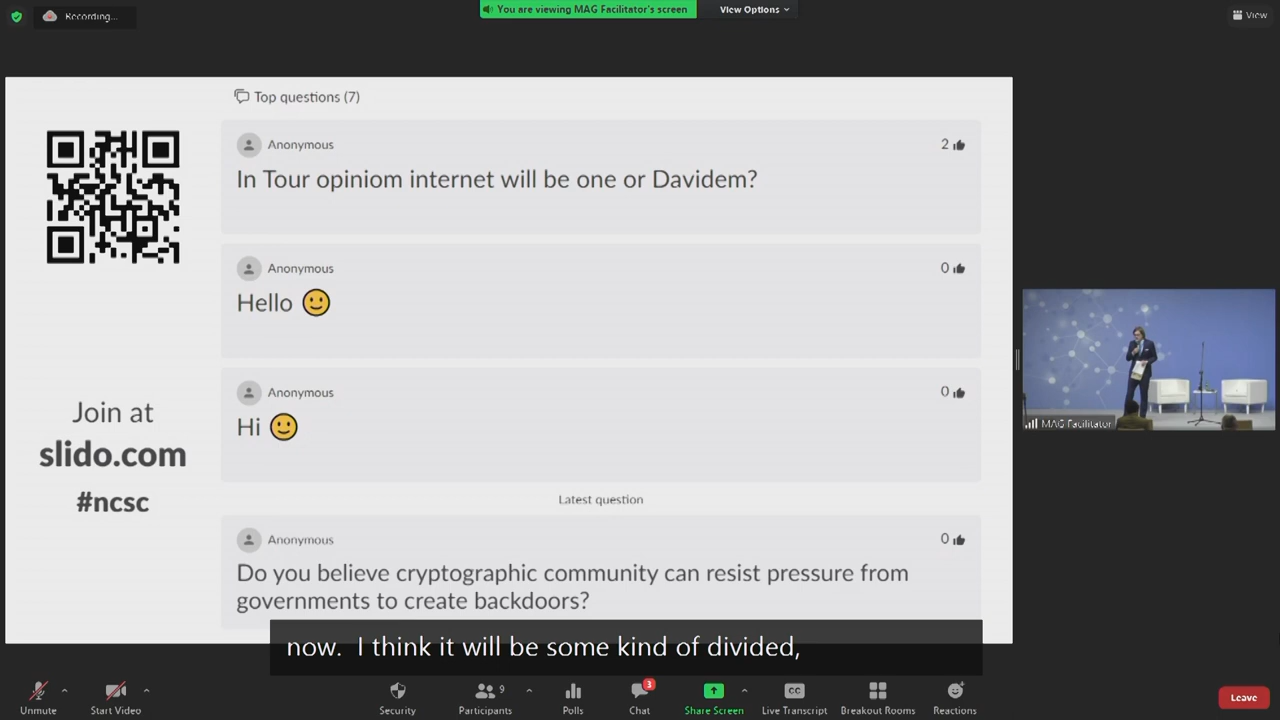 Recording...
You are viewing MAG Facilitator's screen
View Options
View
Top questions (7)
Anonymous
2
In Tour opiniom internet will be one or Davidem?
Anonymous
0
Hello 🙂
Anonymous
0
Hi 🙂
Join at
slido.com
#ncsc
Latest question
Anonymous
0
Do you believe cryptographic community can resist pressure from
governments to create backdoors?
MAG Facilitator
now. I think it will be some kind of divided,
Unmute
Start Video
Security
9
Participants
Polls
3
Chat
Share Screen
CC
Live Transcript
Breakout Rooms
Reactions
Leave